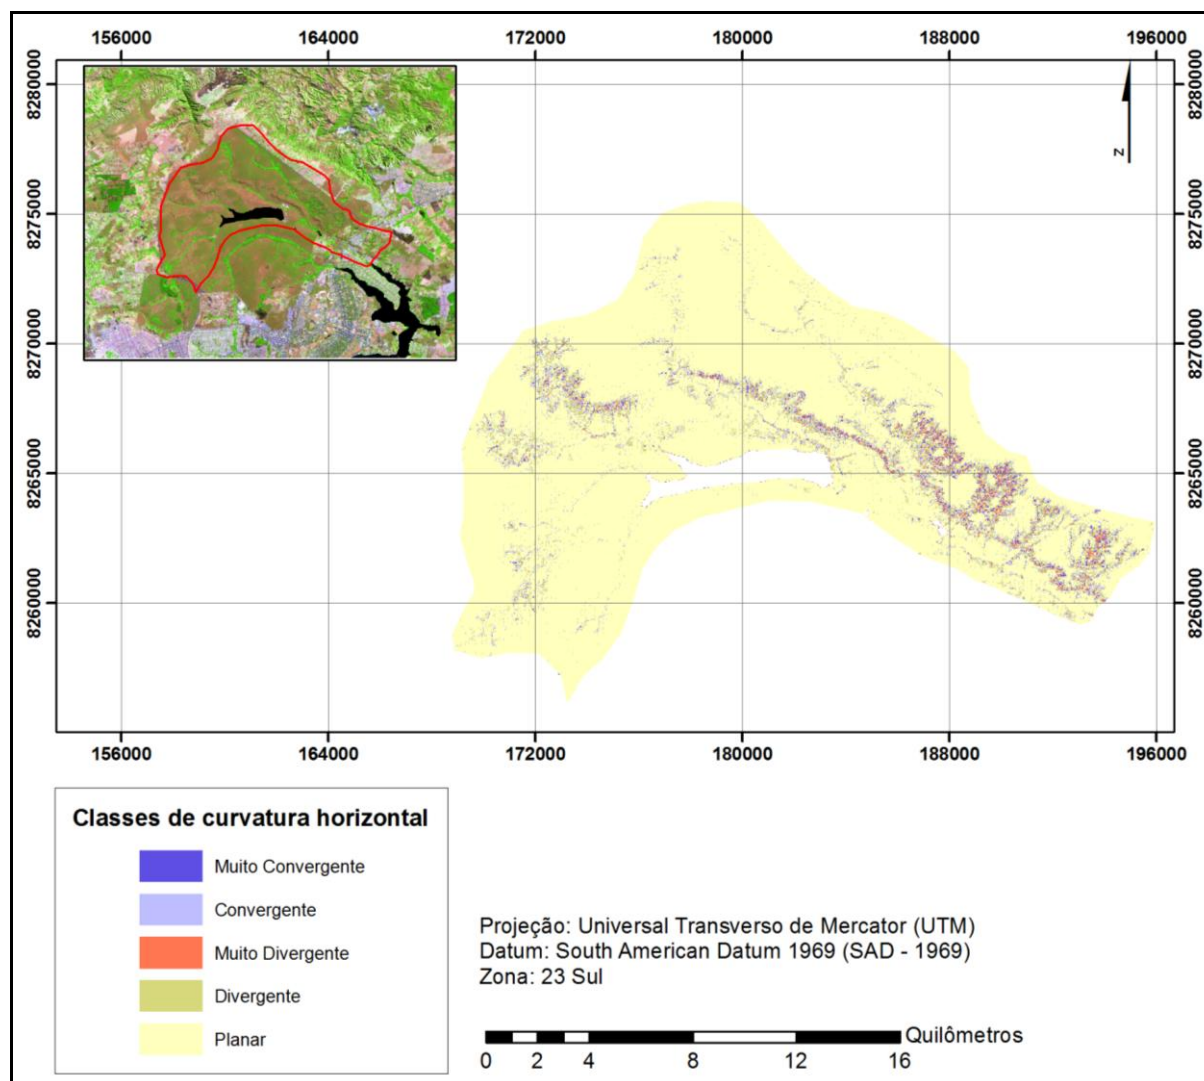 156000 164000 172000 180000 188000 196000
8280000 8280000
8275000 8275000
8270000 8270000
8265000 8265000
8260000 8260000
N
156000 164000 172000 180000 188000 196000
Classes de curvatura horizontal
Muito Convergente
Convergente
Muito Divergente
Divergente
Planar
Projeção: Universal Transverso de Mercator (UTM)
Datum: South American Datum 1969 (SAD - 1969)
Zona: 23 Sul
Quilômetros
0 2 4 8 12 16